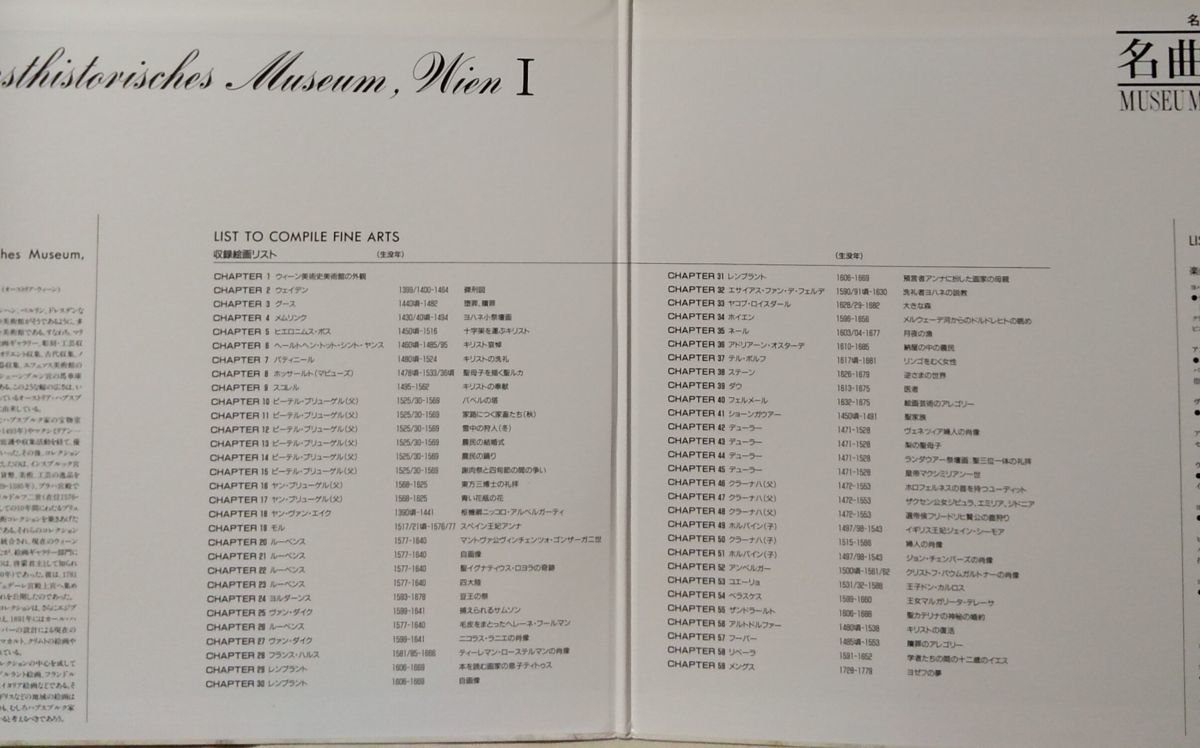 sthistorisches Museum, Wien I
名曲
MUSEUM
hes Museum,
(オーストリア・ウィーン)
LIST TO COMPILE FINE ARTS
収録絵画リスト (生没年)
CHAPTER 1 ウィーン美術史美術館の外観
CHAPTER 2 ウェイデン 1399/1400-1464 磔刑図
CHAPTER 3 グース 1440頃-1482 堕罪、贖罪
CHAPTER 4 メムリンク 1430/40頃-1494 ヨハネ小祭壇画
CHAPTER 5 ヒエロニムス・ボス 1450頃-1516 十字架を運ぶキリスト
CHAPTER 6 ヘールトヘン・トット・シント・ヤンス 1460頃-1485/95 キリスト哀悼
CHAPTER 7 パティニール 1480頃-1524 キリストの洗礼
CHAPTER 8 ホッサールト(マビューズ) 1478頃-1533/36頃 聖母子を描く聖ルカ
CHAPTER 9 スコレル 1495-1562 キリストの奉献
CHAPTER 10 ピーテル・ブリューゲル(父) 1525/30-1569 バベルの塔
CHAPTER 11 ピーテル・ブリューゲル(父) 1525/30-1569 家路につく家畜たち(秋)
CHAPTER 12 ピーテル・ブリューゲル(父) 1525/30-1569 雪中の狩人(冬)
CHAPTER 13 ピーテル・ブリューゲル(父) 1525/30-1569 農民の結婚式
CHAPTER 14 ピーテル・ブリューゲル(父) 1525/30-1569 農民の踊り
CHAPTER 15 ピーテル・ブリューゲル(父) 1525/30-1569 謝肉祭と四旬節の間の争い
CHAPTER 16 ヤン・ブリューゲル(父) 1568-1625 東方三博士の礼拝
CHAPTER 17 ヤン・ブリューゲル(父) 1568-1625 青い花瓶の花
CHAPTER 18 ヤン・ヴァン・エイク 1390頃-1441 枢機卿ニッコロ・アルベルガーティ
CHAPTER 19 モル 1517/21頃-1576/77 スペイン王妃アンナ
CHAPTER 20 ルーベンス 1577-1640 マントヴァ公ヴィンチェンツォ・ゴンザーガ二世
CHAPTER 21 ルーベンス 1577-1640 自画像
CHAPTER 22 ルーベンス 1577-1640 聖イグナティウス・ロヨラの奇跡
CHAPTER 23 ルーベンス 1577-1640 四大陸
CHAPTER 24 ヨルダーンス 1593-1678 豆王の祭
CHAPTER 25 ヴァン・ダイク 1599-1641 捕えられるサムソン
CHAPTER 26 ルーベンス 1577-1640 毛皮をまとったヘレーネ・フールマン
CHAPTER 27 ヴァン・ダイク 1599-1641 ニコラス・ラニエの肖像
CHAPTER 28 フランス・ハルス 1581/85-1666 ティーレマン・ローステルマンの肖像
CHAPTER 29 レンブラント 1606-1669 本を読む画家の息子ティトゥス
CHAPTER 30 レンブラント 1606-1669 自画像
(生没年)
CHAPTER 31 レンブラント 1606-1669 預言者アンナに扮した画家の母親
CHAPTER 32 エサイアス・ファン・デ・フェルデ 1590/91頃-1630 洗礼者ヨハネの説教
CHAPTER 33 ヤコプ・ロイスダール 1628/29-1682 大きな森
CHAPTER 34 ホイエン 1596-1656 メルウェーデ河からのドルドレヒトの眺め
CHAPTER 35 ネール 1603/04-1677 月夜の漁
CHAPTER 36 アドリアーン・オスターデ 1610-1685 納屋の中の農民
CHAPTER 37 テル・ボルフ 1617頃-1681 リンゴをむく女性
CHAPTER 38 ステーン 1626-1679 逆さまの世界
CHAPTER 39 ダウ 1613-1675 医者
CHAPTER 40 フェルメール 1632-1675 絵画芸術のアレゴリー
CHAPTER 41 ショーンガウアー 1450頃-1491 聖家族
CHAPTER 42 デューラー 1471-1528 ヴェネツィア婦人の肖像
CHAPTER 43 デューラー 1471-1528 梨の聖母子
CHAPTER 44 デューラー 1471-1528 ランダウアー祭壇画:聖三位一体の礼拝
CHAPTER 45 デューラー 1471-1528 皇帝マクシミリアン一世
CHAPTER 46 クラーナハ(父) 1472-1553 ホロフェルネスの首を持つユーディット
CHAPTER 47 クラーナハ(父) 1472-1553 ザクセン公女ジビュラ、エミリア、ジドニア
CHAPTER 48 クラーナハ(父) 1472-1553 選帝侯フリードリヒ賢公の鹿狩り
CHAPTER 49 ホルバイン(子) 1497/98-1543 イギリス王妃ジェイン・シーモア
CHAPTER 50 クラーナハ(子) 1515-1586 婦人の肖像
CHAPTER 51 ホルバイン(子) 1497/98-1543 ジョン・チェンバーズの肖像
CHAPTER 52 アンベルガー 1500頃-1561/62 クリストフ・バウムガルトナーの肖像
CHAPTER 53 コエーリョ 1531/32-1588 王子ドン・カルロス
CHAPTER 54 ベラスケス 1599-1660 王女マルガリータ・テレーサ
CHAPTER 55 ザンドラールト 1606-1688 聖カテリナの神秘の婚約
CHAPTER 56 アルトドルファー 1480頃-1538 キリストの復活
CHAPTER 57 フーバー 1485頃-1553 贖罪のアレゴリー
CHAPTER 58 リベーラ 1591-1652 学者たちの間の十二歳のイエス
CHAPTER 59 メングス 1728-1779 ヨゼフの夢